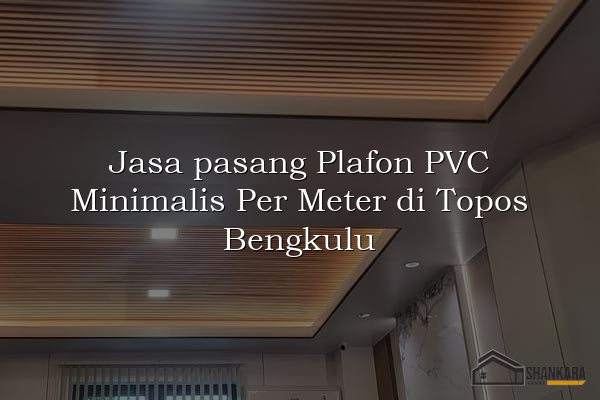 Jasa pasang Plafon PVC
Minimalis Per Meter di Topos
Bengkulu
SHANKARA